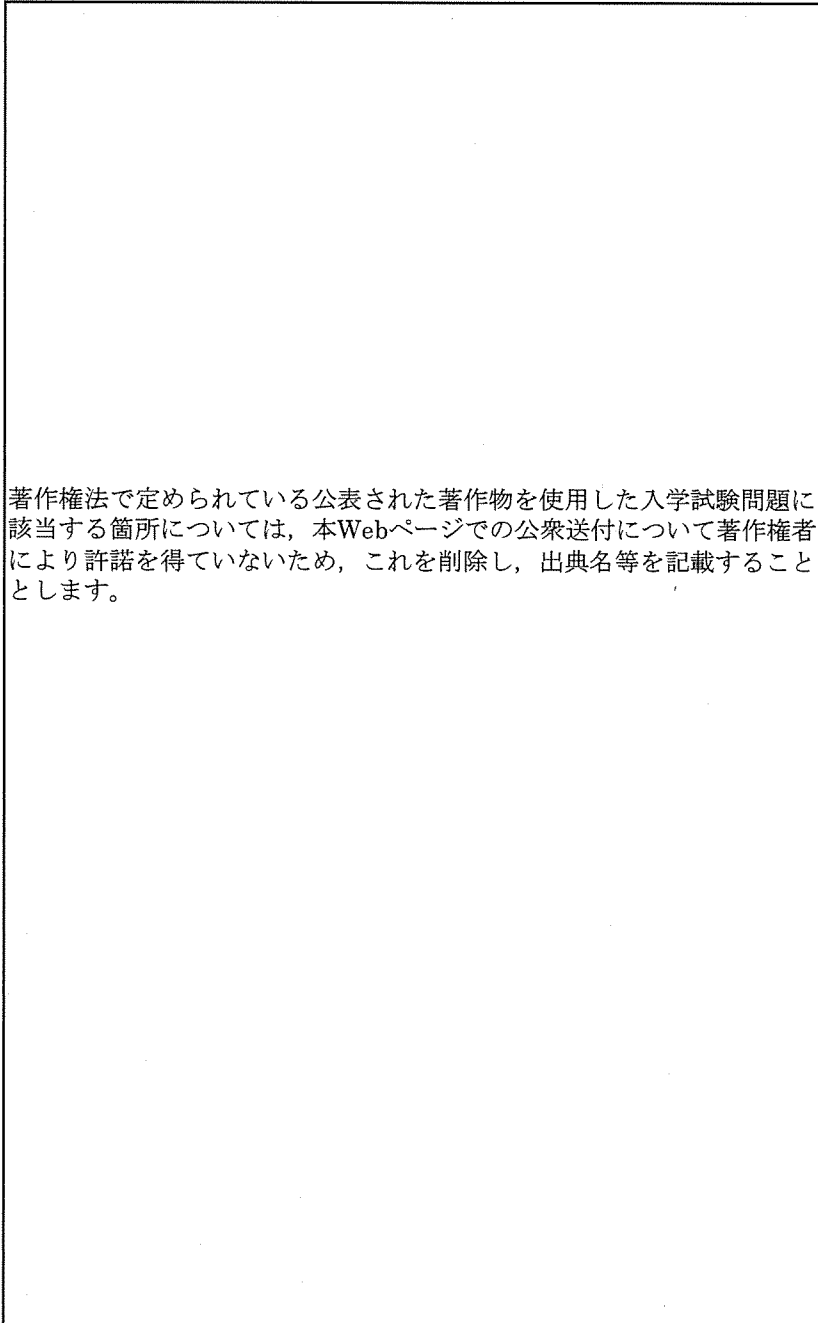 著作権法で定められている公表された著作物を使用した入学試験問題に
該当する箇所については，本Webページでの公衆送付について著作権者
により許諾を得ていないため，これを削除し，出典名等を記載すること
とします。